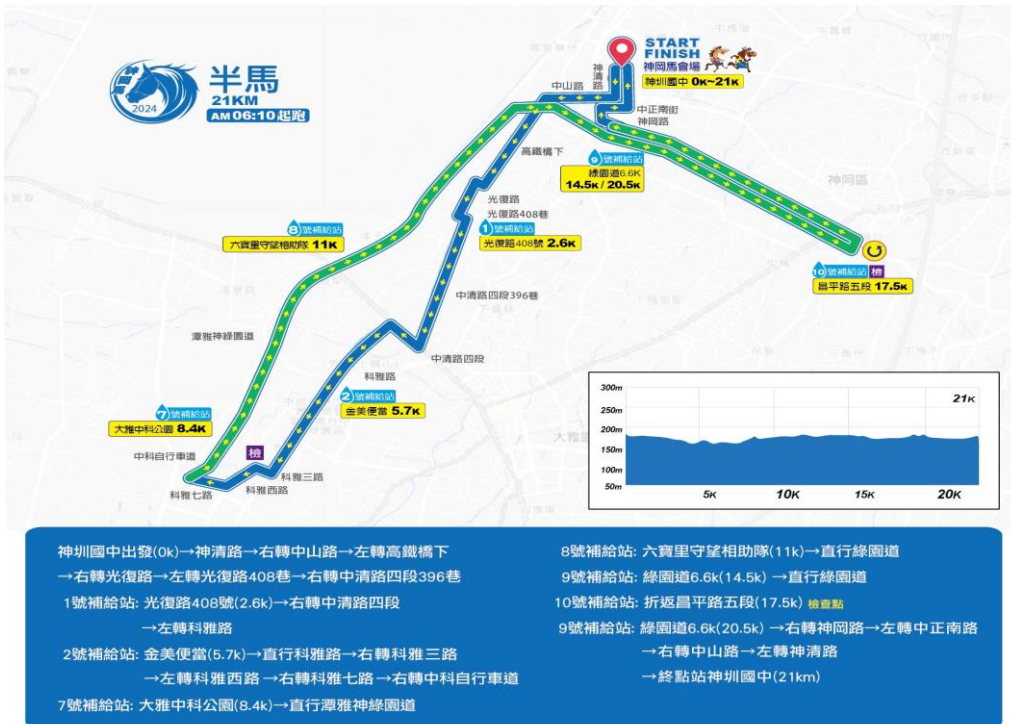 神岡馬
2024
半馬
21KM
AM 06:10 起跑
START
FINISH
神岡馬會場
神圳國中 0K~21K
神清路
中山路
中正南街
神岡路
高鐵橋下
9號補給站
綠園道6.6K
14.5K / 20.5K
神岡區
光復路
光復路408巷
1號補給站
光復路408號 2.6K
8號補給站
六寶里守望相助隊 11K
10號補給站 檢
昌平路五段 17.5K
中清路四段396巷
潭雅神綠園道
中清路四段
科雅路
2號補給站
金美便當 5.7K
7號補給站
大雅中科公園 8.4K
大雅區
檢
中科自行車道
科雅三路
科雅西路
科雅七路
300m
250m
200m
150m
100m
50m
21K
5K
10K
15K
20K
神圳國中出發(0k)→神清路→右轉中山路→左轉高鐵橋下
→右轉光復路→左轉光復路408巷→右轉中清路四段396巷
1號補給站: 光復路408號(2.6k)→右轉中清路四段
→左轉科雅路
2號補給站: 金美便當(5.7k)→直行科雅路→右轉科雅三路
→左轉科雅西路→右轉科雅七路→右轉中科自行車道
7號補給站: 大雅中科公園(8.4k)→直行潭雅神綠園道
8號補給站: 六寶里守望相助隊(11k)→直行綠園道
9號補給站: 綠園道6.6k(14.5k) →直行綠園道
10號補給站: 折返昌平路五段(17.5k) 檢查點
9號補給站: 綠園道6.6k(20.5k) →右轉神岡路→左轉中正南路
→右轉中山路→左轉神清路
→終點站神圳國中(21km)